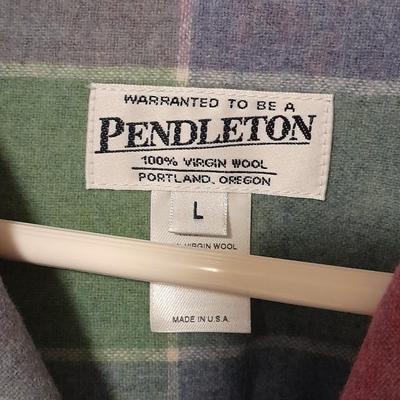 WARRANTED TO BE A
PENDLETON
100% VIRGIN WOOL
PORTLAND, OREGON
L
VIRGIN WOOL
MADE IN U.S.A.